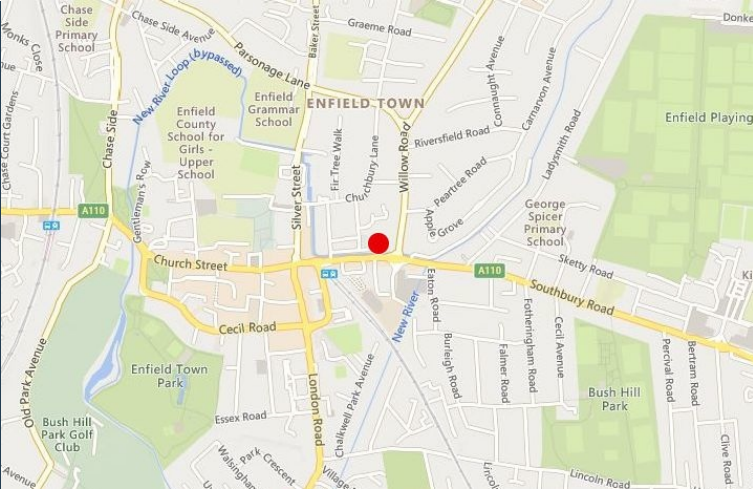 Chase
Side
Primary
School
Monks Close
Chase Side Avenue
Baker Street
Graeme Road
Parsonage Lane
New River Loop (bypassed)
Enfield
Grammar
School
ENFIELD TOWN
Connaught Avenue
Carnarvon Avenue
Ladysmith Road
Enfield Playing
Enfield
County
School for
Girls -
Upper
School
Chase Side
Chase Court Gardens
Gentleman's Row
Silver Street
Fir Tree Walk
Churchbury Lane
Willow Road
Riversfield Road
Peartree Road
Apple
Grove
George
Spicer
Primary
School
A110
Church Street
Cecil Road
A110
Southbury Road
Sketty Road
Eaton Road
New River
Burleigh Road
Falmer Road
Fotheringham Road
Cecil Avenue
Percival Road
Bertram Road
Clive Road
Bush Hill
Park
Enfield Town
Park
Old Park Avenue
Bush Hill
Park Golf
Club
Avenue
Essex Road
London Road
Chalkwell Park Avenue
Park Crescent
Walsingham
Village
Lincoln Road